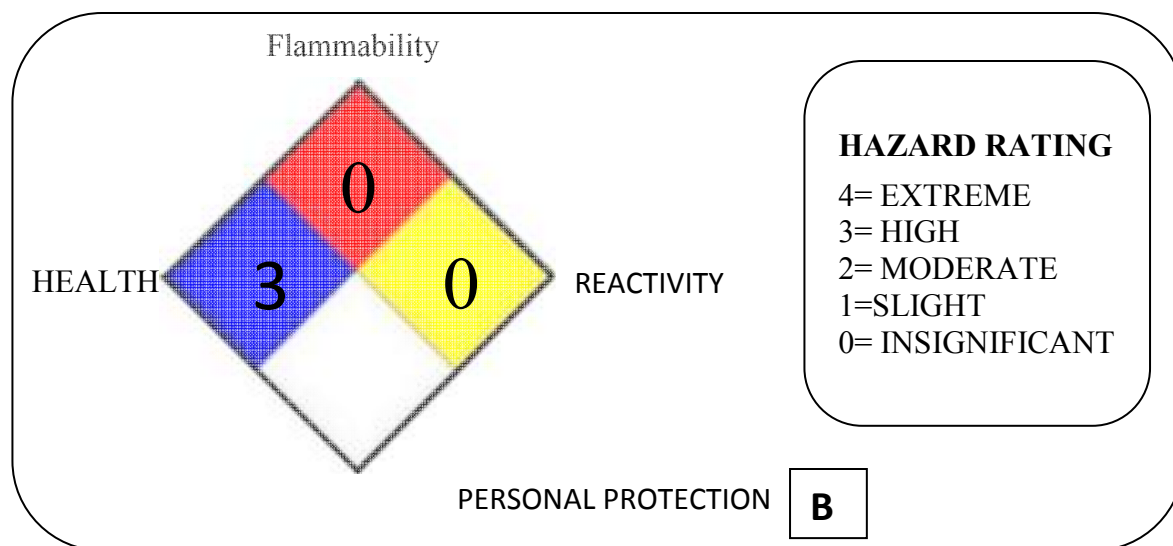 Flammability
0
HEALTH 3 0 REACTIVITY
PERSONAL PROTECTION B
HAZARD RATING
4= EXTREME
3= HIGH
2= MODERATE
1=SLIGHT
0= INSIGNIFICANT